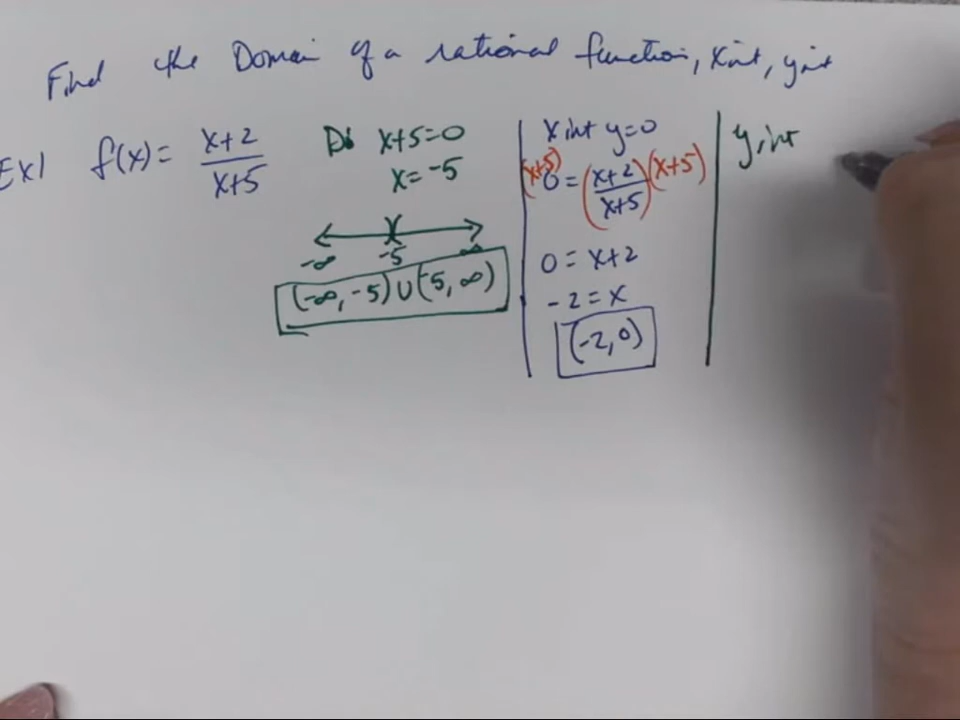 Find the Domain of a rational function, x int, y int
Ex) f(x) = (x+2)/(x+5)
D: x+5=0
x = -5
-∞ -5 ∞
(-∞, -5) ∪ (-5, ∞)
x int y=0
(x+5) 0 = ((x+2)/(x+5)) (x+5)
0 = x+2
-2 = x
(-2, 0)
y int